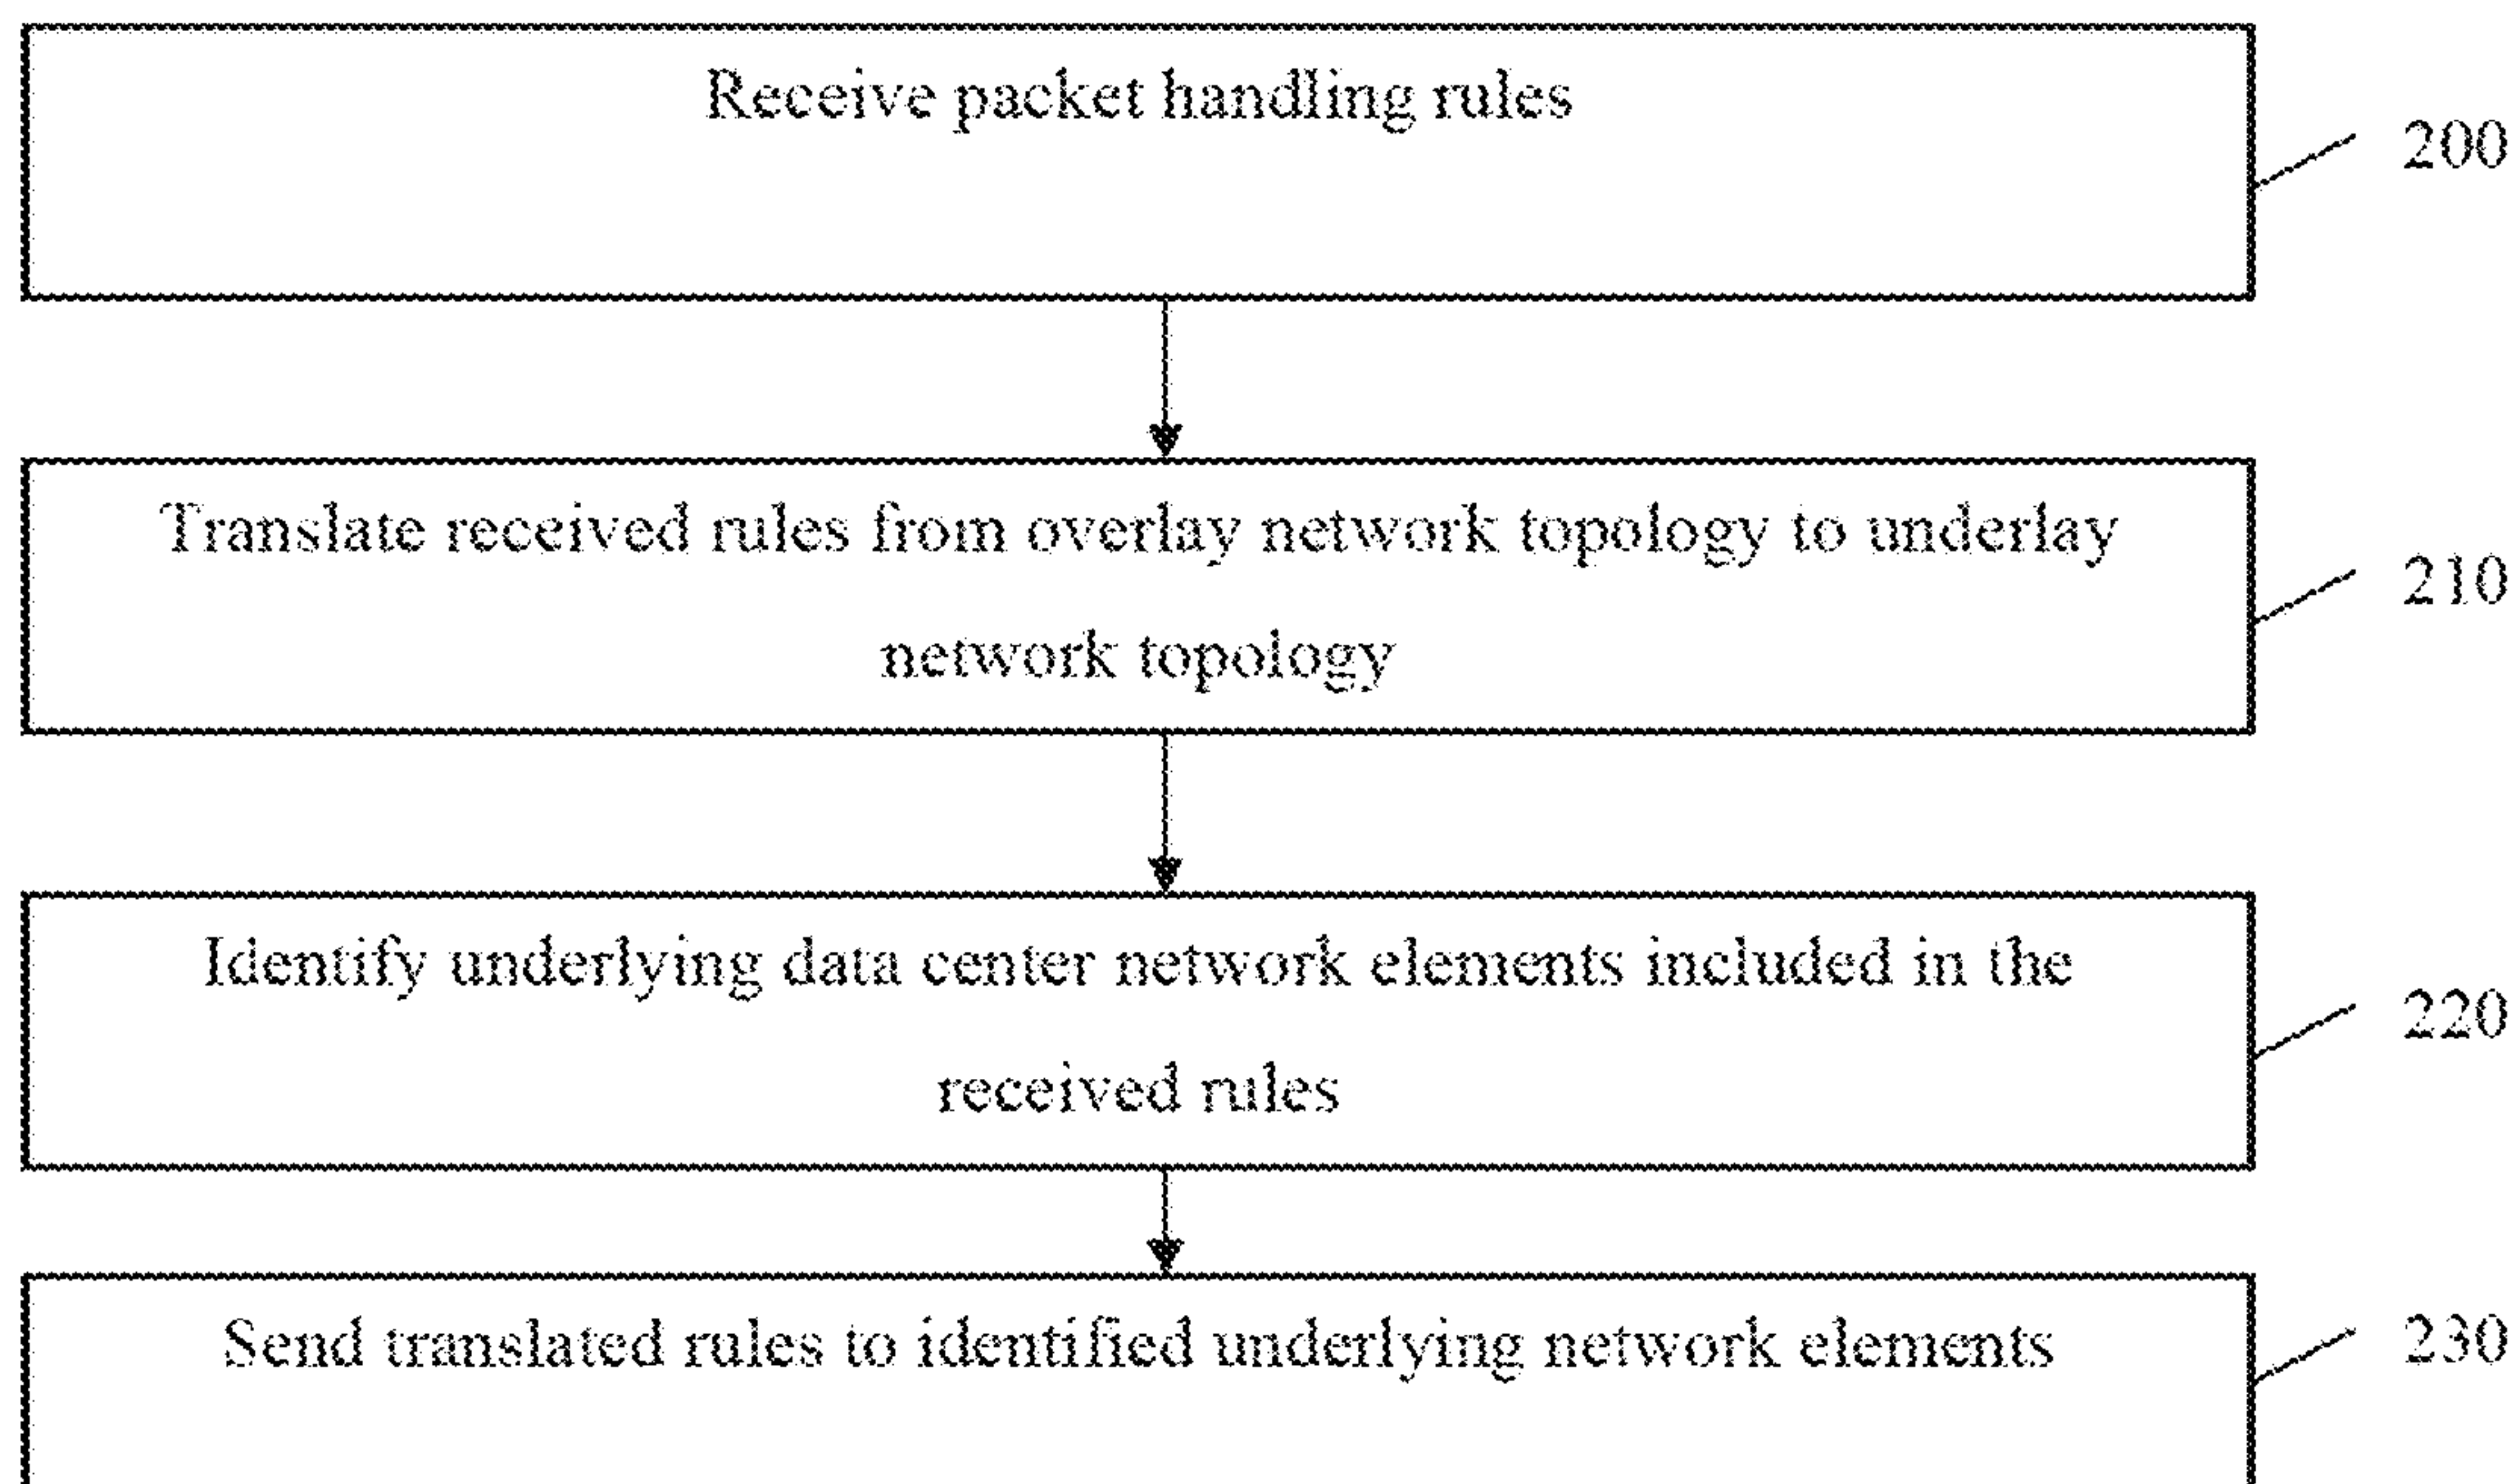 Receive packet handling rules
200
Translate received rules from overlay network topology to underlay
network topology
210
Identify underlying data center network elements included in the
received rules
220
Send translated rules to identified underlying network elements
230